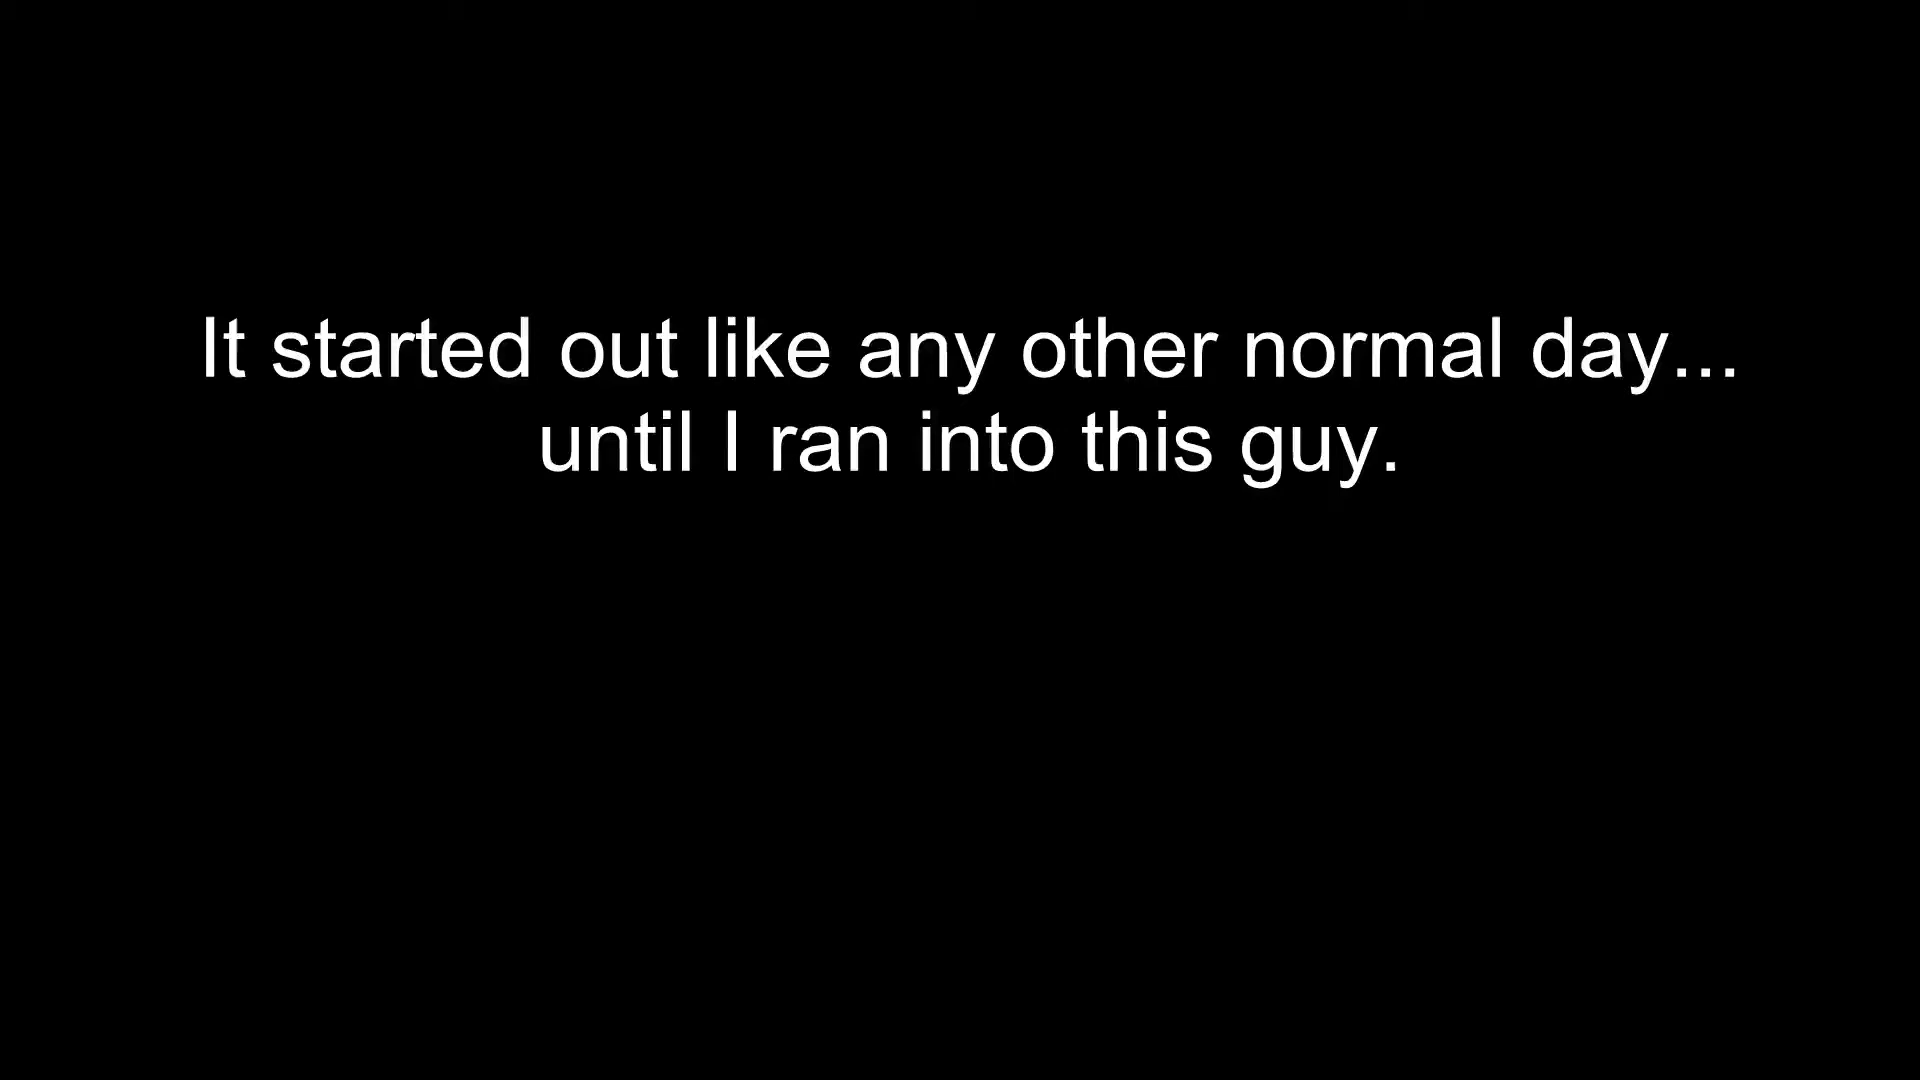 It started out like any other normal day...
until I ran into this guy.